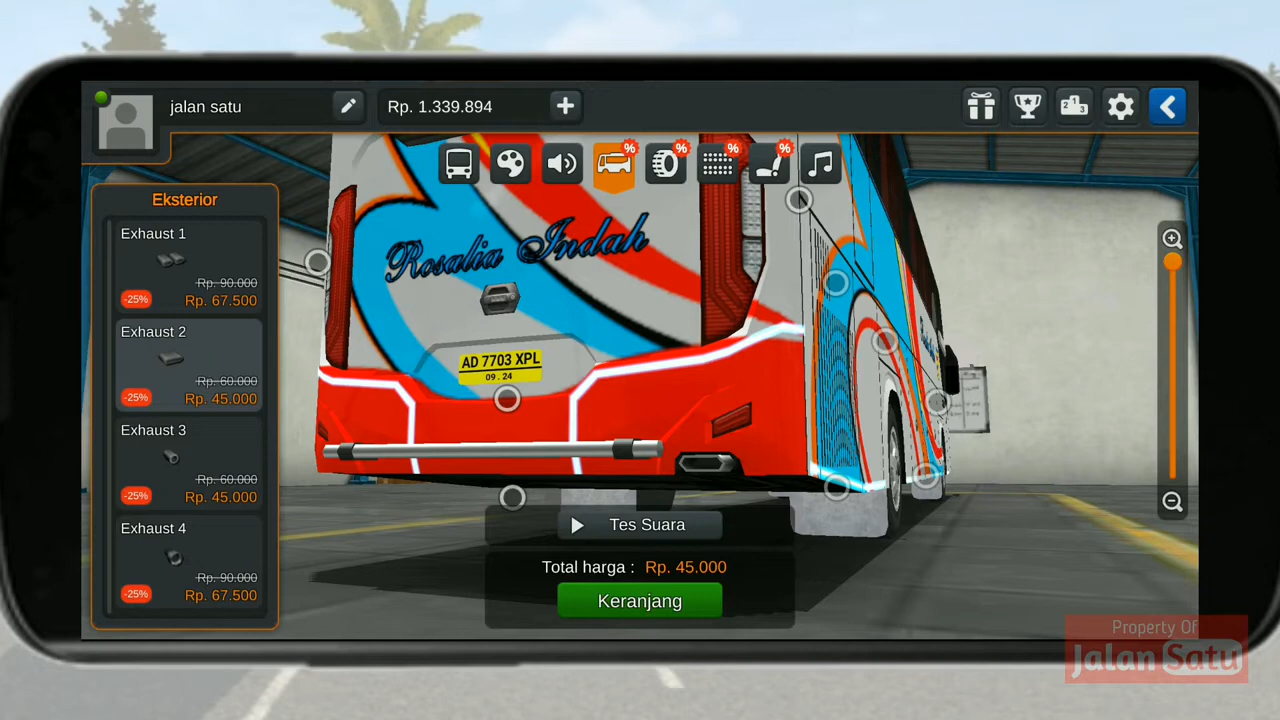 jalan satu
Rp. 1.339.894
Eksterior
Exhaust 1
Rp. 90.000
-25%
Rp. 67.500
Exhaust 2
Rp. 60.000
-25%
Rp. 45.000
Exhaust 3
Rp. 60.000
-25%
Rp. 45.000
Exhaust 4
Rp. 90.000
-25%
Rp. 67.500
%
%
%
%
Rosalia Indah
AD 7703 XPL
09 . 24
Tes Suara
Total harga : Rp. 45.000
Keranjang
Property Of
Jalan Satu